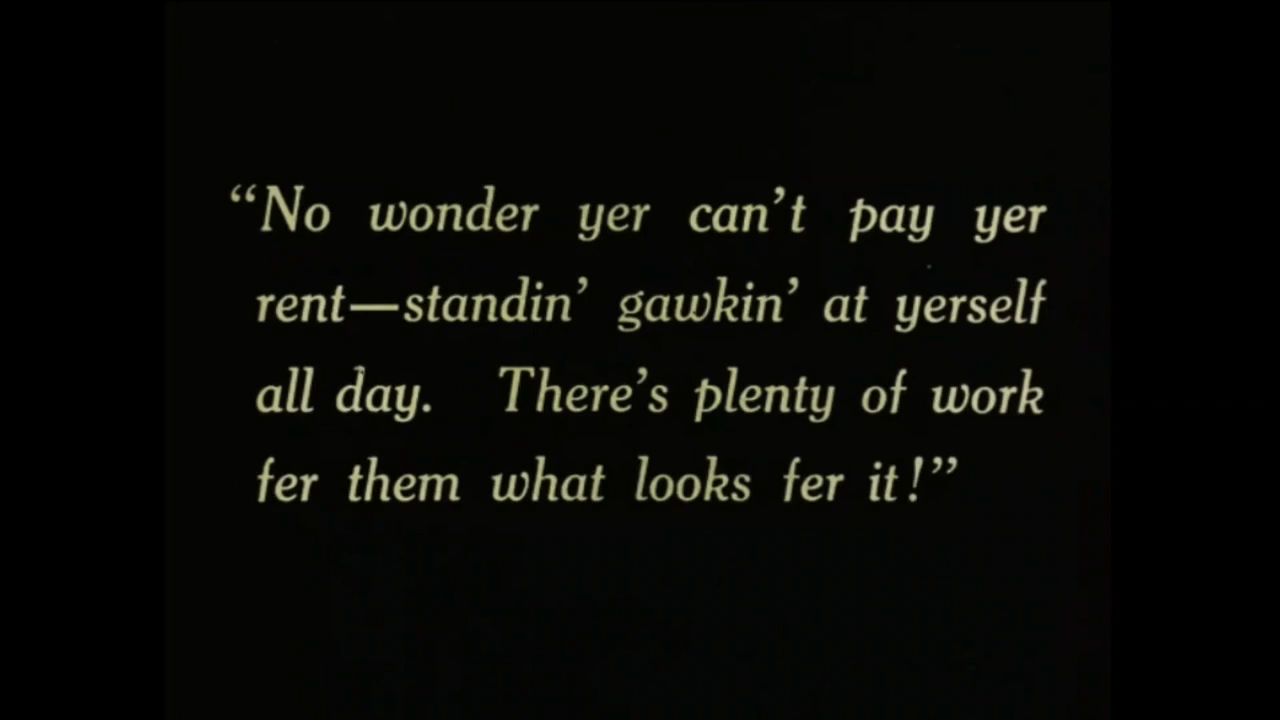 “No wonder yer can’t pay yer
rent—standin’ gawkin’ at yerself
all day. There’s plenty of work
fer them what looks fer it!”